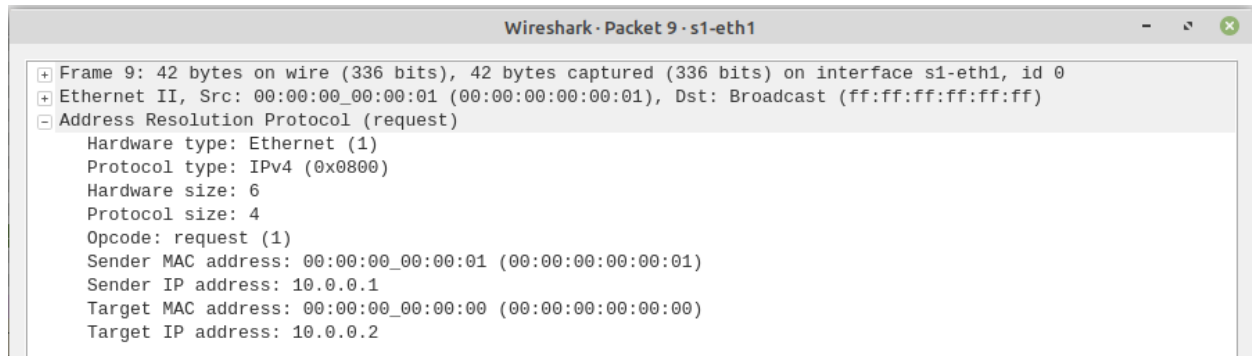 Wireshark · Packet 9 · s1-eth1
Frame 9: 42 bytes on wire (336 bits), 42 bytes captured (336 bits) on interface s1-eth1, id 0
Ethernet II, Src: 00:00:00_00:00:01 (00:00:00:00:00:01), Dst: Broadcast (ff:ff:ff:ff:ff:ff)
Address Resolution Protocol (request)
Hardware type: Ethernet (1)
Protocol type: IPv4 (0x0800)
Hardware size: 6
Protocol size: 4
Opcode: request (1)
Sender MAC address: 00:00:00_00:00:01 (00:00:00:00:00:01)
Sender IP address: 10.0.0.1
Target MAC address: 00:00:00_00:00:00 (00:00:00:00:00:00)
Target IP address: 10.0.0.2